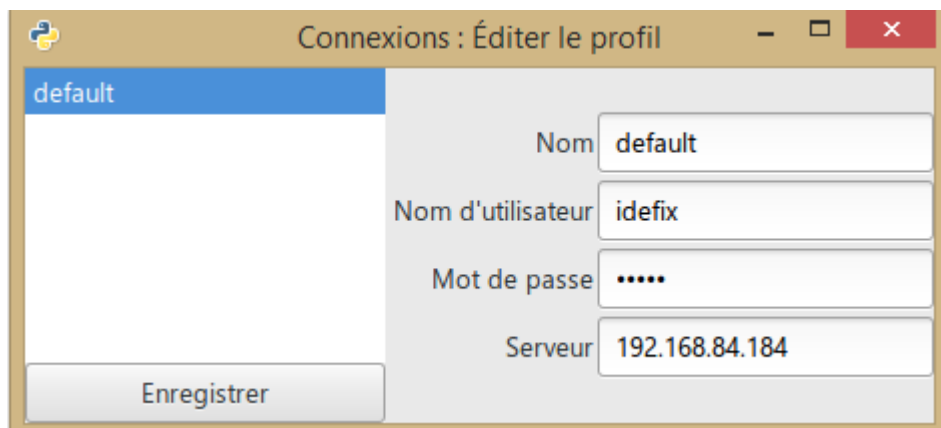 Connexions : Éditer le profil
default
Nom default
Nom d'utilisateur idefix
Mot de passe •••••
Serveur 192.168.84.184
Enregistrer